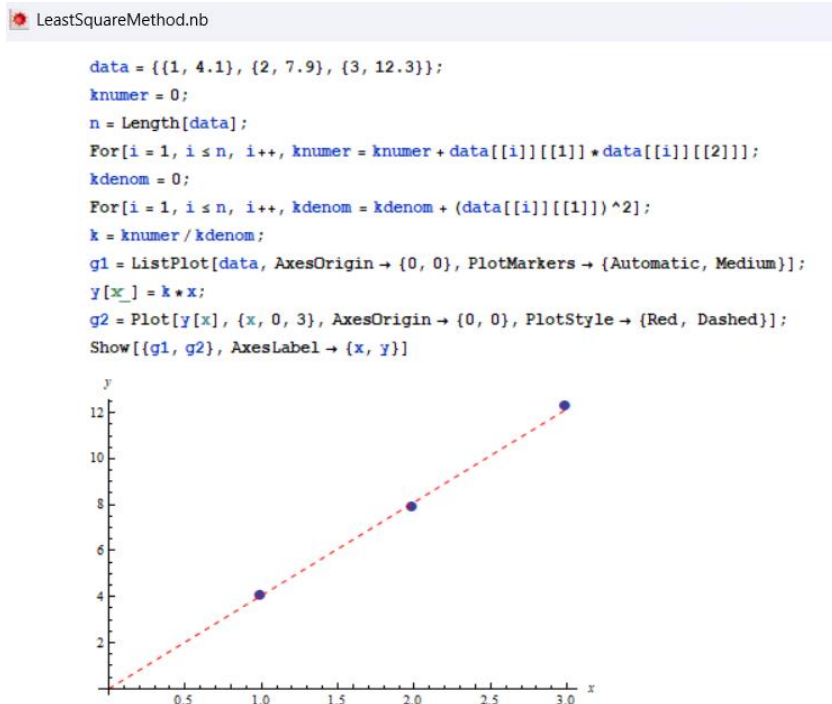 LeastSquareMethod.nb
data = {{1, 4.1}, {2, 7.9}, {3, 12.3}};
knumer = 0;
n = Length[data];
For[i = 1, i ≤ n, i++, knumer = knumer + data[[i]][[1]] * data[[i]][[2]]];
kdenom = 0;
For[i = 1, i ≤ n, i++, kdenom = kdenom + (data[[i]][[1]])^2];
k = knumer / kdenom;
g1 = ListPlot[data, AxesOrigin → {0, 0}, PlotMarkers → {Automatic, Medium}];
y[x_] = k * x;
g2 = Plot[y[x], {x, 0, 3}, AxesOrigin → {0, 0}, PlotStyle → {Red, Dashed}];
Show[{g1, g2}, AxesLabel → {x, y}]
y
12
10
8
6
4
2
0.5 1.0 1.5 2.0 2.5 3.0 x